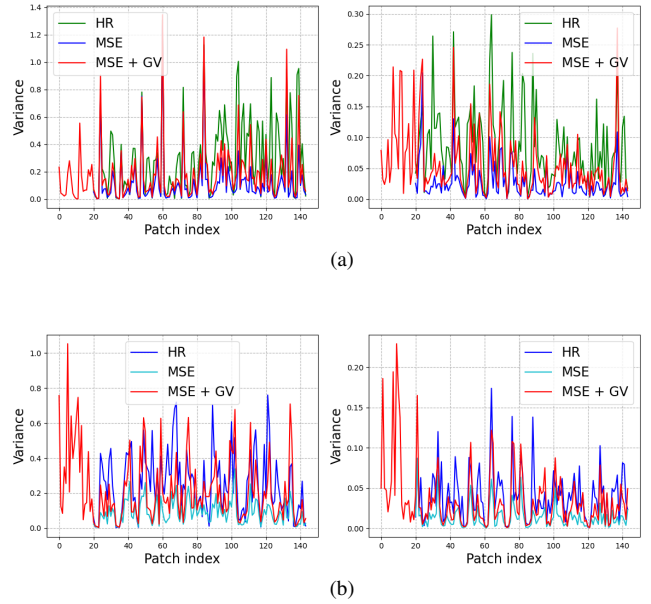 HR
MSE
MSE + GV
Variance
1.4
1.2
1.0
0.8
0.6
0.4
0.2
0.0
0 20 40 60 80 100 120 140
Patch index
HR
MSE
MSE + GV
Variance
0.30
0.25
0.20
0.15
0.10
0.05
0.00
0 20 40 60 80 100 120 140
Patch index
(a)
HR
MSE
MSE + GV
Variance
1.0
0.8
0.6
0.4
0.2
0.0
0 20 40 60 80 100 120 140
Patch index
HR
MSE
MSE + GV
Variance
0.20
0.15
0.10
0.05
0.00
0 20 40 60 80 100 120 140
Patch index
(b)